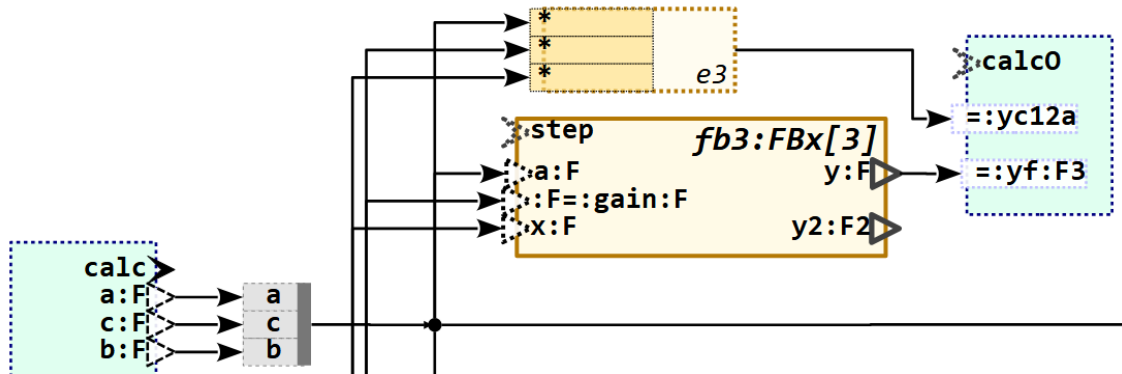 *
*
*
e3
calcO
=:yc12a
step
fb3:FBx[3]
a:F
y:F
=:yf:F3
:F=:gain:F
x:F
y2:F2
calc
a:F
a
c:F
c
b:F
b